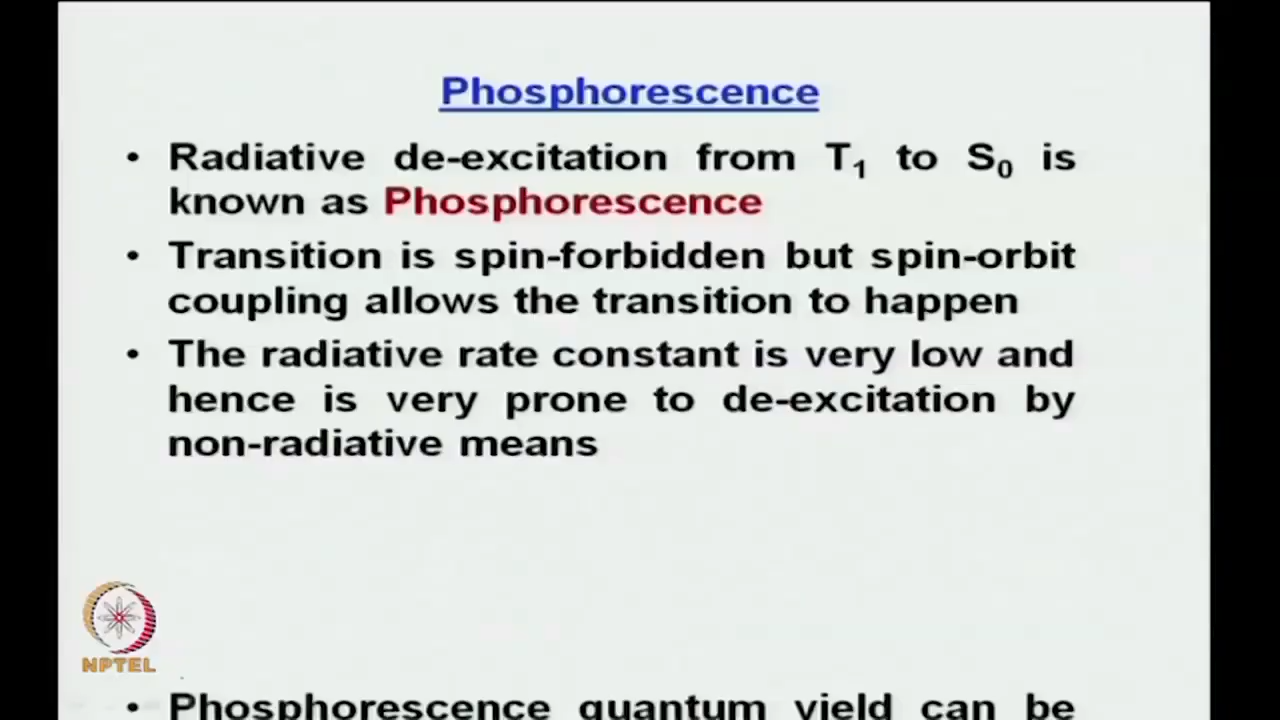 Phosphorescence
• Radiative de-excitation from T₁ to S₀ is
known as Phosphorescence
• Transition is spin-forbidden but spin-orbit
coupling allows the transition to happen
• The radiative rate constant is very low and
hence is very prone to de-excitation by
non-radiative means
NPTEL
• Phosphorescence quantum yield can be